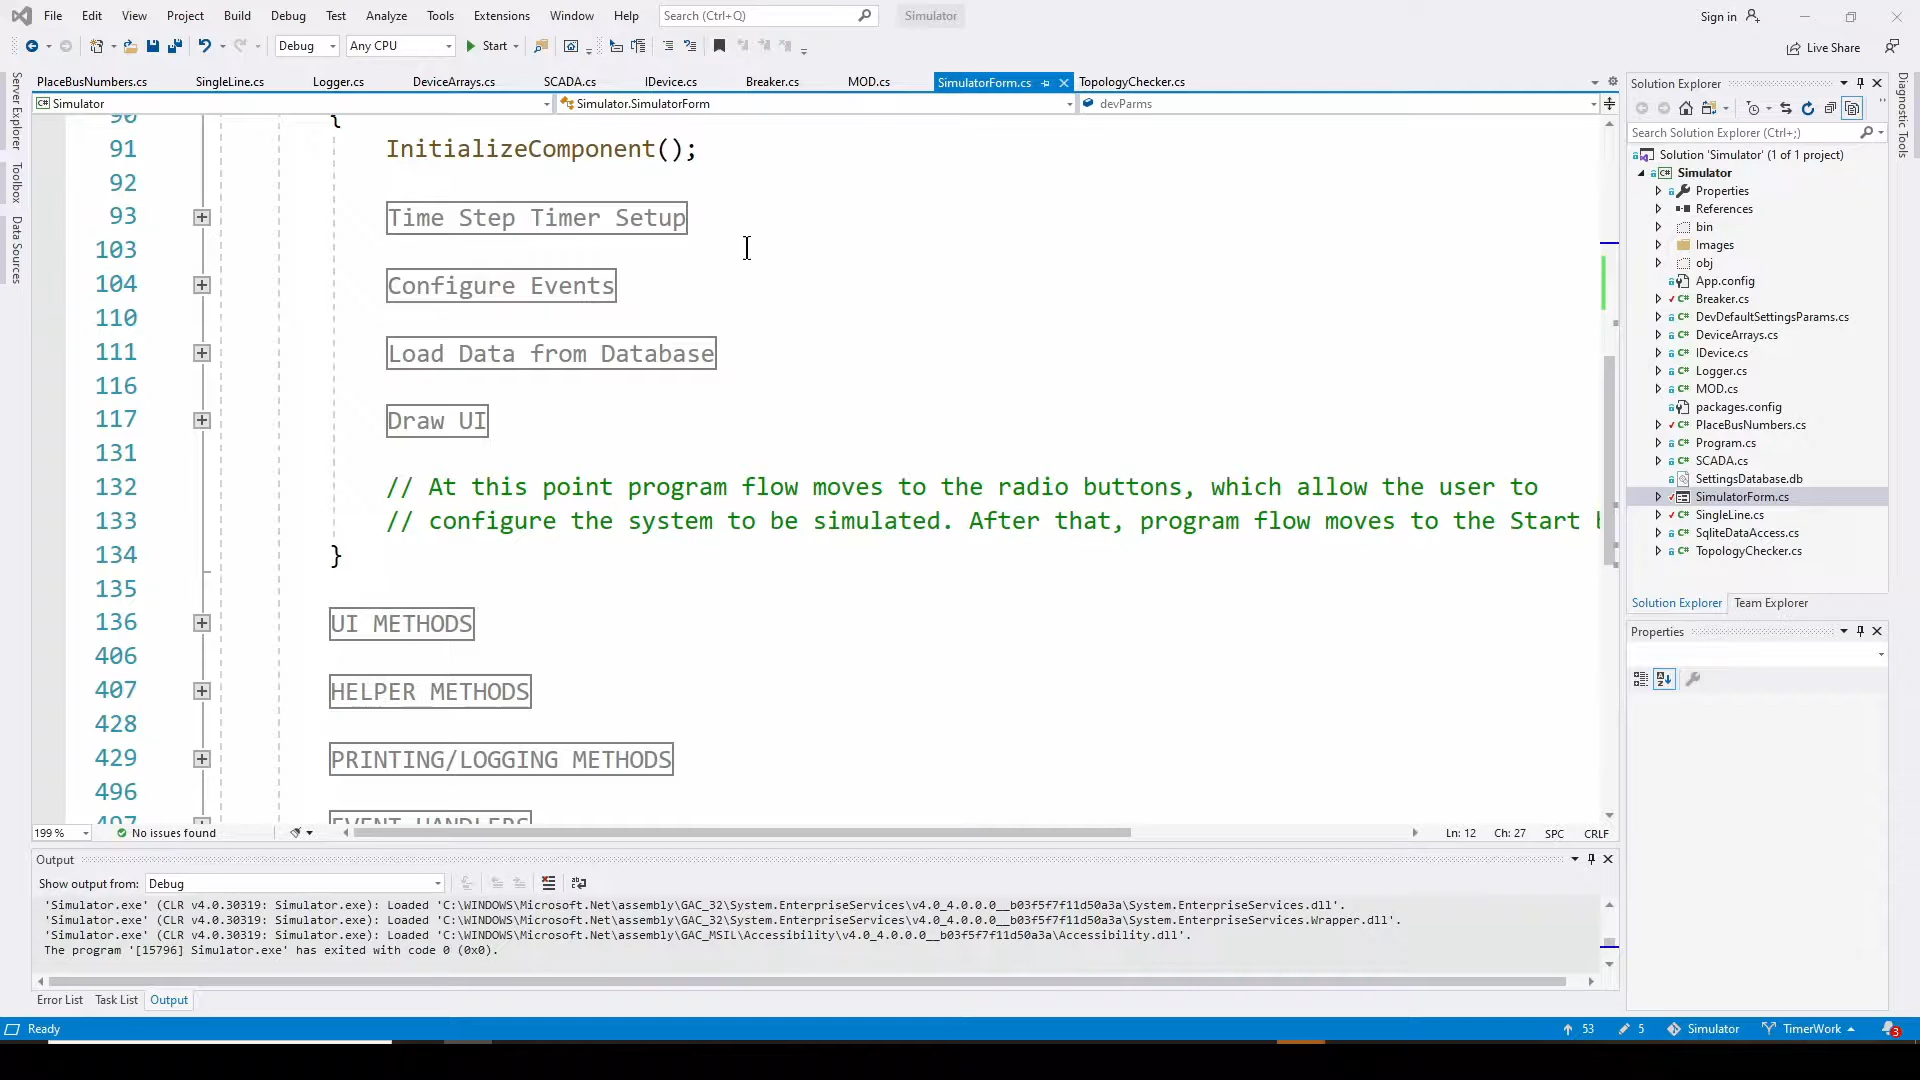 File Edit View Project Build Debug Test Analyze Tools Extensions Window Help Search (Ctrl+Q) Simulator Sign in
Debug Any CPU Start Live Share
PlaceBusNumbers.cs SingleLine.cs Logger.cs DeviceArrays.cs SCADA.cs IDevice.cs Breaker.cs MOD.cs SimulatorForm.cs TopologyChecker.cs
Simulator Simulator.SimulatorForm devParms
Server Explorer
Toolbox
Data Sources
90 {
91 InitializeComponent();
92
93 Time Step Timer Setup
103
104 Configure Events
110
111 Load Data from Database
116
117 Draw UI
131
132 // At this point program flow moves to the radio buttons, which allow the user to
133 // configure the system to be simulated. After that, program flow moves to the Start
134 }
135
136 UI METHODS
406
407 HELPER METHODS
428
429 PRINTING/LOGGING METHODS
496
497 EVENT HANDLERS
199 % No issues found Ln: 12 Ch: 27 SPC CRLF
Output
Show output from: Debug
'Simulator.exe' (CLR v4.0.30319: Simulator.exe): Loaded 'C:\WINDOWS\Microsoft.Net\assembly\GAC_32\System.EnterpriseServices\v4.0_4.0.0.0__b03f5f7f11d50a3a\System.EnterpriseServices.dll'.
'Simulator.exe' (CLR v4.0.30319: Simulator.exe): Loaded 'C:\WINDOWS\Microsoft.Net\assembly\GAC_32\System.EnterpriseServices\v4.0_4.0.0.0__b03f5f7f11d50a3a\System.EnterpriseServices.Wrapper.dll'.
'Simulator.exe' (CLR v4.0.30319: Simulator.exe): Loaded 'C:\WINDOWS\Microsoft.Net\assembly\GAC_MSIL\Accessibility\v4.0_4.0.0.0__b03f5f7f11d50a3a\Accessibility.dll'.
The program '[15796] Simulator.exe' has exited with code 0 (0x0).
Error List Task List Output
Solution Explorer
Search Solution Explorer (Ctrl+;)
Solution 'Simulator' (1 of 1 project)
Simulator
Properties
References
bin
Images
obj
App.config
Breaker.cs
DevDefaultSettingsParams.cs
DeviceArrays.cs
IDevice.cs
Logger.cs
MOD.cs
packages.config
PlaceBusNumbers.cs
Program.cs
SCADA.cs
SettingsDatabase.db
SimulatorForm.cs
SingleLine.cs
SqliteDataAccess.cs
TopologyChecker.cs
Solution Explorer Team Explorer
Properties
Diagnostic Tools
Ready 53 5 Simulator TimerWork 3